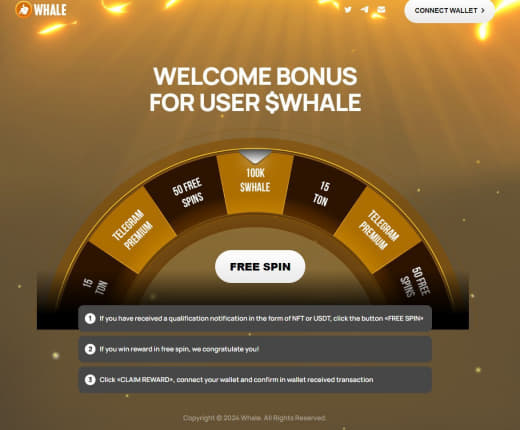 WHALE
CONNECT WALLET
WELCOME BONUS
FOR USER $WHALE
15
TON
TELEGRAM
PREMIUM
50 FREE
SPINS
100K
$WHALE
15
TON
TELEGRAM
PREMIUM
50 FREE
SPINS
FREE SPIN
1 If you have received a qualification notification in the form of NFT or USDT, click the button «FREE SPIN»
2 If you win reward in free spin, we congratulate you!
3 Click «CLAIM REWARD», connect your wallet and confirm in wallet received transaction
Copyright © 2024 Whale. All Rights Reserved.